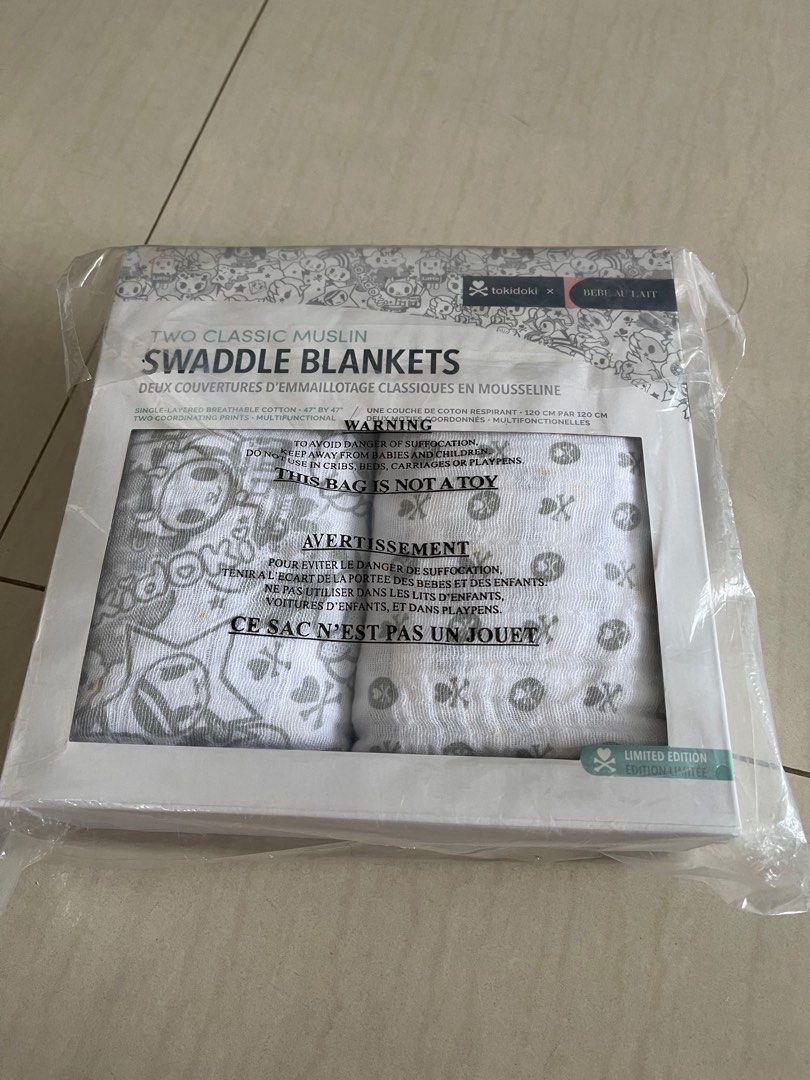 tokidoki × BEBE AU LAIT
TWO CLASSIC MUSLIN
SWADDLE BLANKETS
DEUX COUVERTURES D'EMMAILLOTAGE CLASSIQUES EN MOUSSELINE
SINGLE-LAYERED BREATHABLE COTTON • 47" BY 47"
TWO COORDINATING PRINTS • MULTIFUNCTIONAL
UNE COUCHE DE COTON RESPIRANT • 120 CM PAR 120 CM
DEUX MOTIFS COORDONNÉS • MULTIFONCTIONELLES
WARNING
TO AVOID DANGER OF SUFFOCATION,
KEEP AWAY FROM BABIES AND CHILDREN.
DO NOT USE IN CRIBS, BEDS, CARRIAGES OR PLAYPENS.
THIS BAG IS NOT A TOY
AVERTISSEMENT
POUR EVITER LE DANGER DE SUFFOCATION,
TENIR A L'ECART DE LA PORTEE DES BEBES ET DES ENFANTS.
NE PAS UTILISER DANS LES LITS D'ENFANTS,
VOITURES D'ENFANTS, ET DANS PLAYPENS.
CE SAC N'EST PAS UN JOUET
kidoki
LIMITED EDITION
ÉDITION LIMITÉE